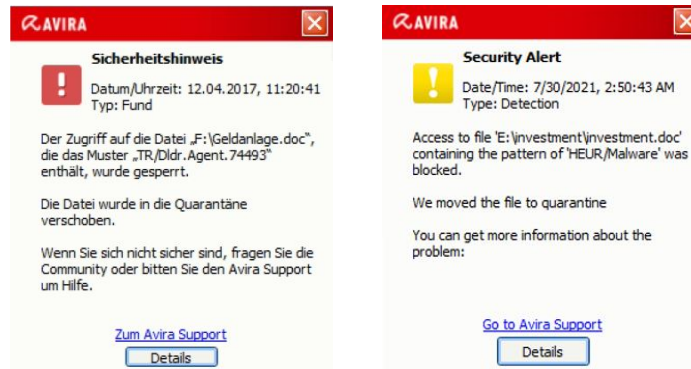 AVIRA
Sicherheitshinweis
Datum/Uhrzeit: 12.04.2017, 11:20:41
Typ: Fund
Der Zugriff auf die Datei „F:\Geldanlage.doc“,
die das Muster „TR/Dldr.Agent.74493“
enthält, wurde gesperrt.
Die Datei wurde in die Quarantäne
verschoben.
Wenn Sie sich nicht sicher sind, fragen Sie die
Community oder bitten Sie den Avira Support
um Hilfe.
Zum Avira Support
Details
AVIRA
Security Alert
Date/Time: 7/30/2021, 2:50:43 AM
Type: Detection
Access to file 'E:\investment\investment.doc'
containing the pattern of 'HEUR/Malware' was
blocked.
We moved the file to quarantine
You can get more information about the
problem:
Go to Avira Support
Details